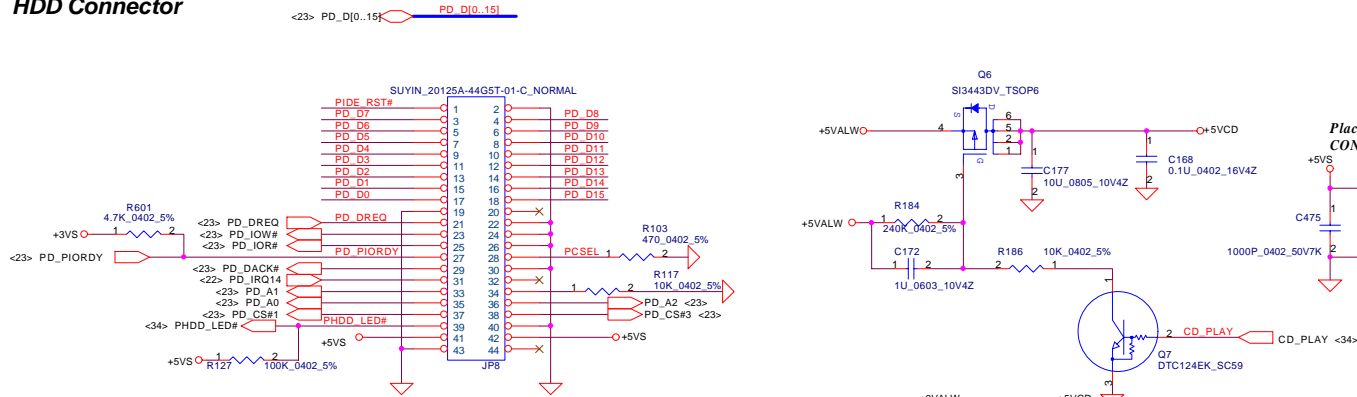 HDD Connector
<23> PD_D[0..15] PD_D[0..15]
SUYIN_20125A-44G5T-01-C_NORMAL
PIDE_RST# 1 2
PD_D7 3 4 PD_D8
PD_D6 5 6 PD_D9
PD_D5 7 8 PD_D10
PD_D4 9 10 PD_D11
PD_D3 11 12 PD_D12
PD_D2 13 14 PD_D13
PD_D1 15 16 PD_D14
PD_D0 17 18 PD_D15
19 20
<23> PD_DREQ PD_DREQ 21 22
<23> PD_IOW# 23 24
<23> PD_IOR# 25 26
<23> PD_PIORDY PD_PIORDY 27 28 PCSEL
<23> PD_DACK# 29 30
<22> PD_IRQ14 31 32
<23> PD_A1 33 34
<23> PD_A0 35 36 PD_A2 <23>
<23> PD_CS#1 37 38 PD_CS#3 <23>
<34> PHDD_LED# PHDD_LED# 39 40
+5VS 41 42 +5VS
43 44
JP8
R601
4.7K_0402_5%
+3VS 1 2
R103
470_0402_5%
1 2
R117
10K_0402_5%
1 2
+5VS 1 2
R127 100K_0402_5%
Q6
SI3443DV_TSOP6
S D
G
+5VALW 4 6
5
2
1
3
+5VCD
1
C177
10U_0805_10V4Z
2
1
C168
0.1U_0402_16V4Z
2
R184
+5VALW 1 2
240K_0402_5%
C172
1 2
1U_0603_10V4Z
R186 10K_0402_5%
2 1
1
2 CD_PLAY CD_PLAY <34>
Q7
DTC124EK_SC59
3
+5VCD
Plac
CON
+5VS
1
C475
1000P_0402_50V7K
2